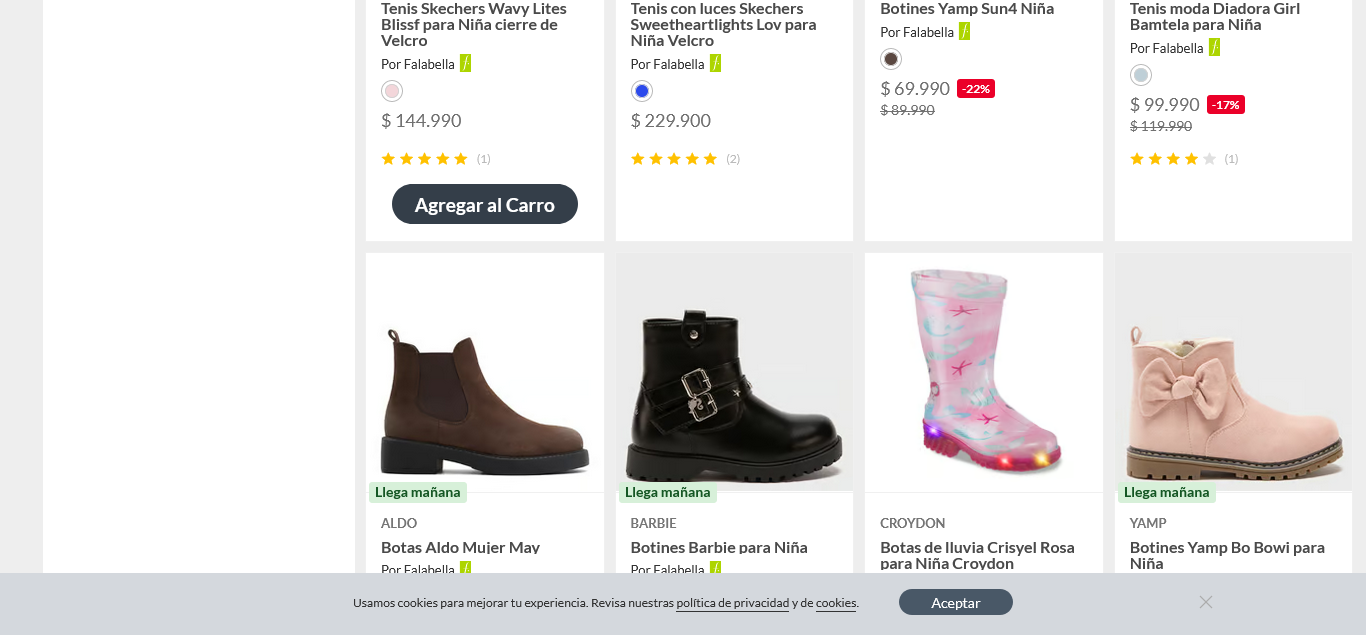 Tenis Skechers Wavy Lites
Blissf para Niña cierre de
Velcro
Por Falabella
$ 144.990
(1)
Agregar al Carro
Tenis con luces Skechers
Sweetheartlights Lov para
Niña Velcro
Por Falabella
$ 229.900
(2)
Botines Yamp Sun4 Niña
Por Falabella
$ 69.990 -22%
$ 89.990
Tenis moda Diadora Girl
Bamtela para Niña
Por Falabella
$ 99.990 -17%
$ 119.990
(1)
Llega mañana
ALDO
Botas Aldo Mujer May
Por Falabella
Llega mañana
BARBIE
Botines Barbie para Niña
Por Falabella
CROYDON
Botas de lluvia Crisyel Rosa
para Niña Croydon
Llega mañana
YAMP
Botines Yamp Bo Bowi para
Niña
Usamos cookies para mejorar tu experiencia. Revisa nuestras política de privacidad y de cookies.
Aceptar